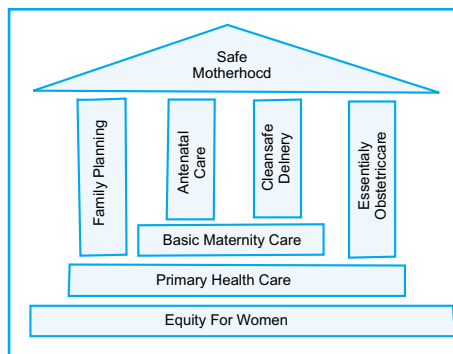 Safe
Motherhocd
Family Planning
Antenatal
Care
Cleansafe
Delnery
Essentialy
Obstetriccare
Basic Maternity Care
Primary Health Care
Equity For Women